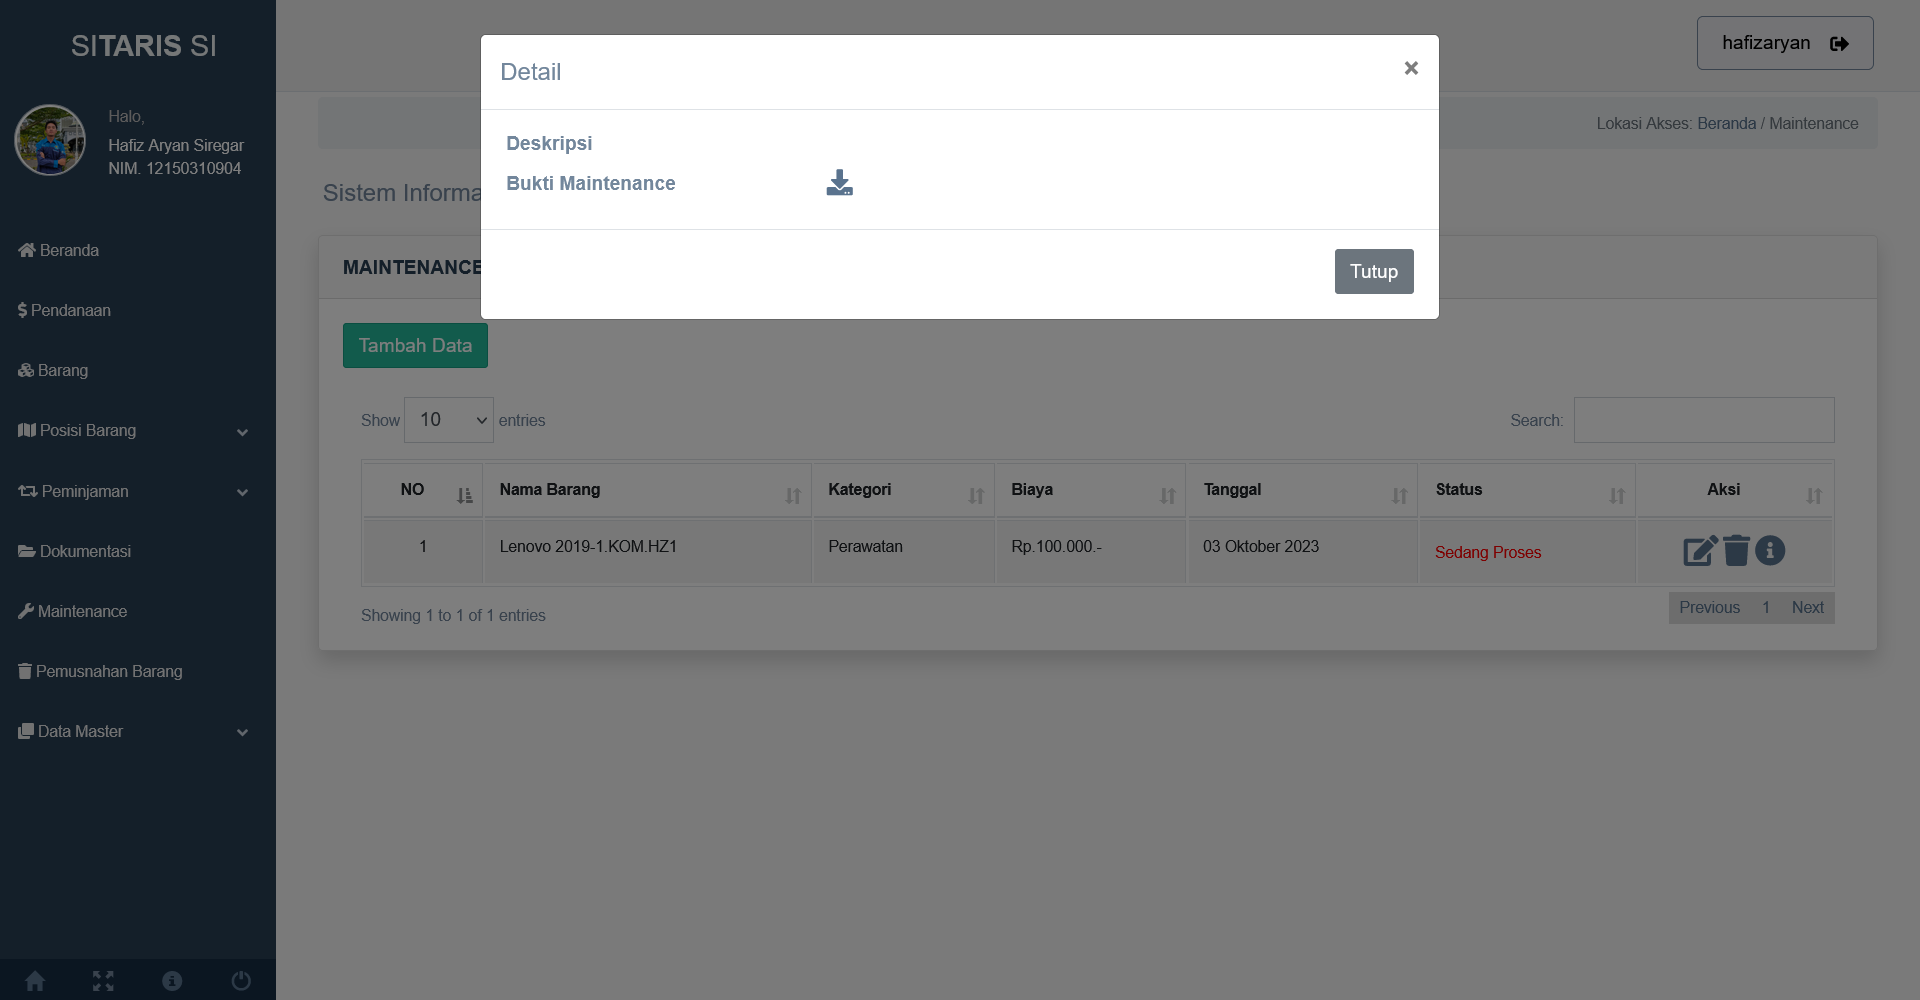 SITARIS SI
Halo,
Hafiz Aryan Siregar
NIM. 12150310904
Beranda
Pendanaan
Barang
Posisi Barang
Peminjaman
Dokumentasi
Maintenance
Pemusnahan Barang
Data Master
hafizaryan
Detail
×
Deskripsi
Bukti Maintenance
Tutup
Lokasi Akses: Beranda / Maintenance
Sistem Informa
MAINTENANCE
Tambah Data
Show 10 entries
Search:
NO Nama Barang Kategori Biaya Tanggal Status Aksi
1 Lenovo 2019-1.KOM.HZ1 Perawatan Rp.100.000.- 03 Oktober 2023 Sedang Proses
Showing 1 to 1 of 1 entries
Previous 1 Next